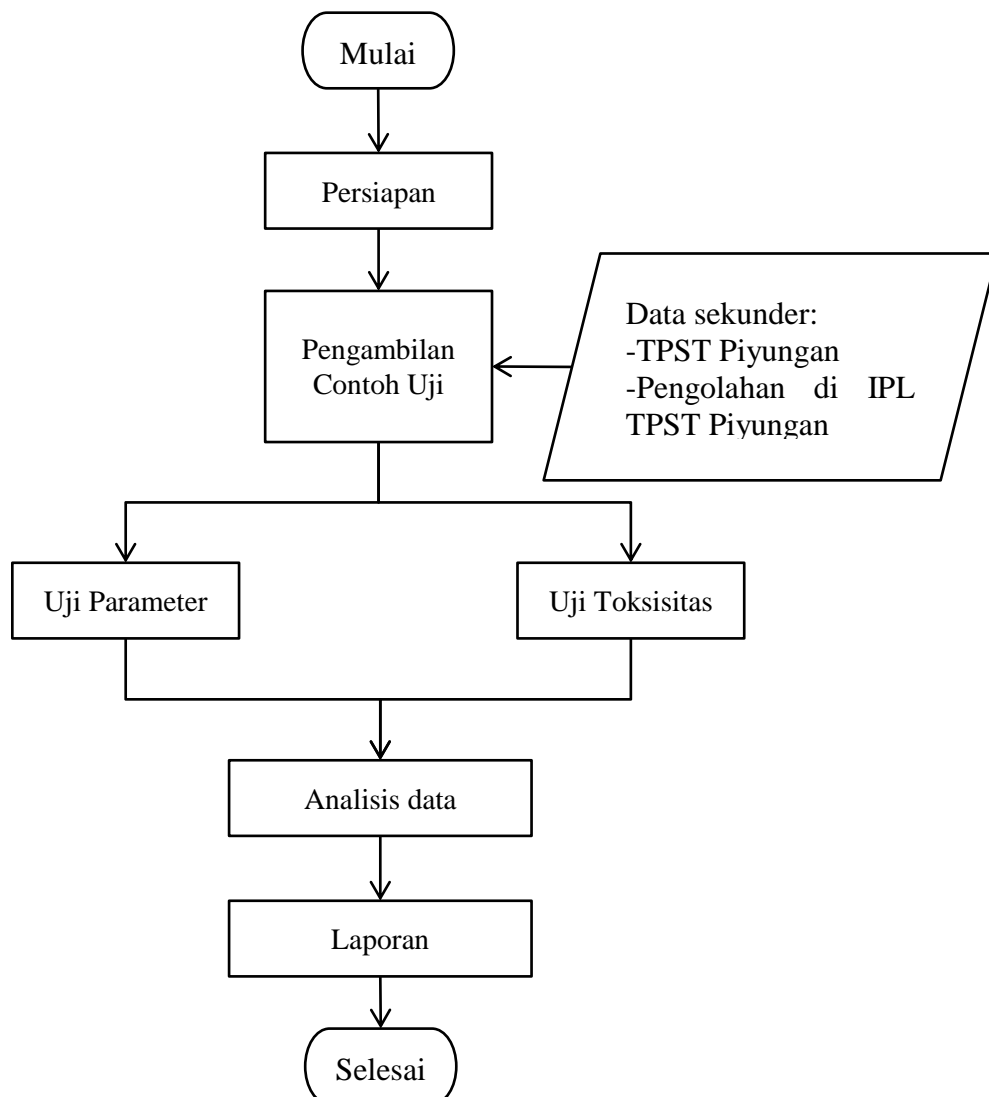 Mulai
Persiapan
Pengambilan
Contoh Uji
Data sekunder:
-TPST Piyungan
-Pengolahan di IPL
TPST Piyungan
Uji Parameter
Uji Toksisitas
Analisis data
Laporan
Selesai